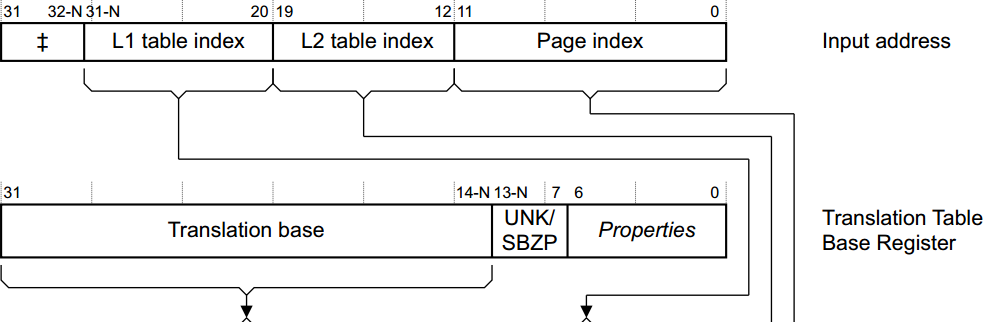 31 32-N 31-N 20 19 12 11 0
‡ L1 table index L2 table index Page index Input address
31 14-N 13-N 7 6 0
Translation base UNK/ SBZP Properties Translation Table Base Register